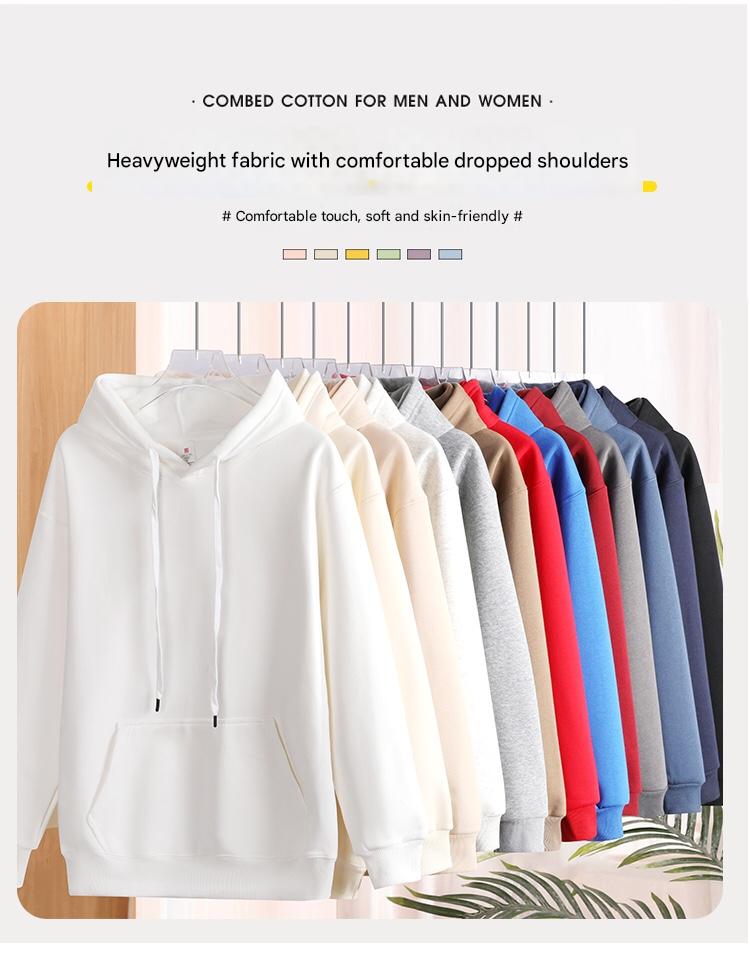 · COMBED COTTON FOR MEN AND WOMEN ·
Heavyweight fabric with comfortable dropped shoulders
# Comfortable touch, soft and skin-friendly #